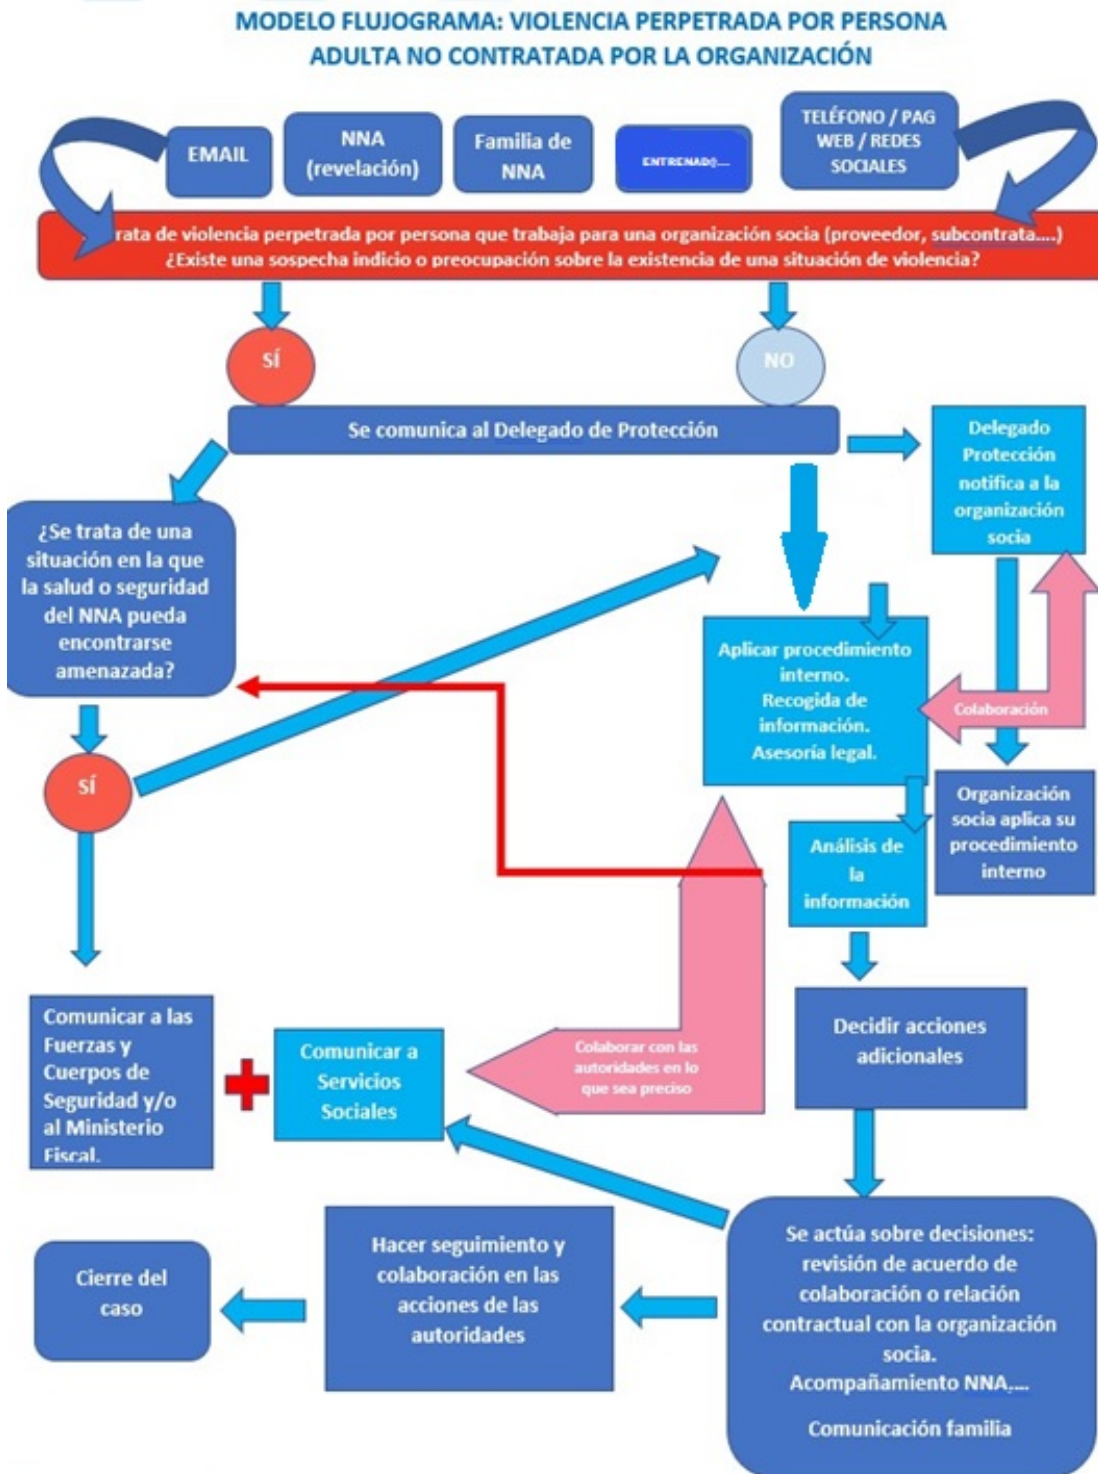 MODELO FLUJOGRAMA: VIOLENCIA PERPETRADA POR PERSONA
ADULTA NO CONTRATADA POR LA ORGANIZACIÓN
EMAIL
NNA
(revelación)
Familia de
NNA
ENTRENAD@....
TELÉFONO / PAG
WEB / REDES
SOCIALES
rata de violencia perpetrada por persona que trabaja para una organización socia (proveedor, subcontrata....)
¿Existe una sospecha indicio o preocupación sobre la existencia de una situación de violencia?
SÍ
NO
Se comunica al Delegado de Protección
Delegado
Protección
notifica a la
organización
socia
¿Se trata de una
situación en la que
la salud o seguridad
del NNA pueda
encontrarse
amenazada?
Aplicar procedimiento
interno.
Recogida de
información.
Asesoría legal.
Colaboración
SÍ
Organización
socia aplica su
procedimiento
interno
Análisis de
la
información
Comunicar a las
Fuerzas y
Cuerpos de
Seguridad y/o
al Ministerio
Fiscal.
Comunicar a
Servicios
Sociales
Colaborar con las
autoridades en lo
que sea preciso
Decidir acciones
adicionales
Se actúa sobre decisiones:
revisión de acuerdo de
colaboración o relación
contractual con la organización
socia.
Acompañamiento NNA,...
Comunicación familia
Hacer seguimiento y
colaboración en las
acciones de las
autoridades
Cierre del
caso